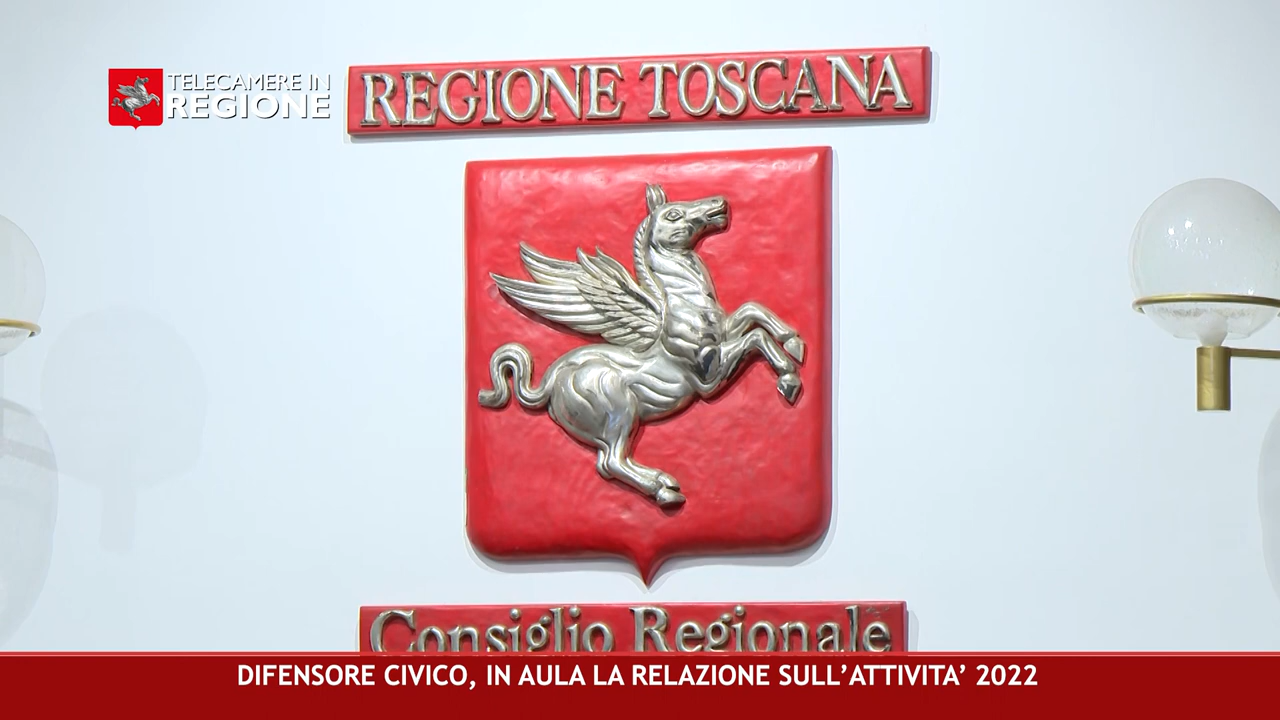 TELECAMERE IN
REGIONE
REGIONE TOSCANA
Consiglio Regionale
DIFENSORE CIVICO, IN AULA LA RELAZIONE SULL’ATTIVITA’ 2022